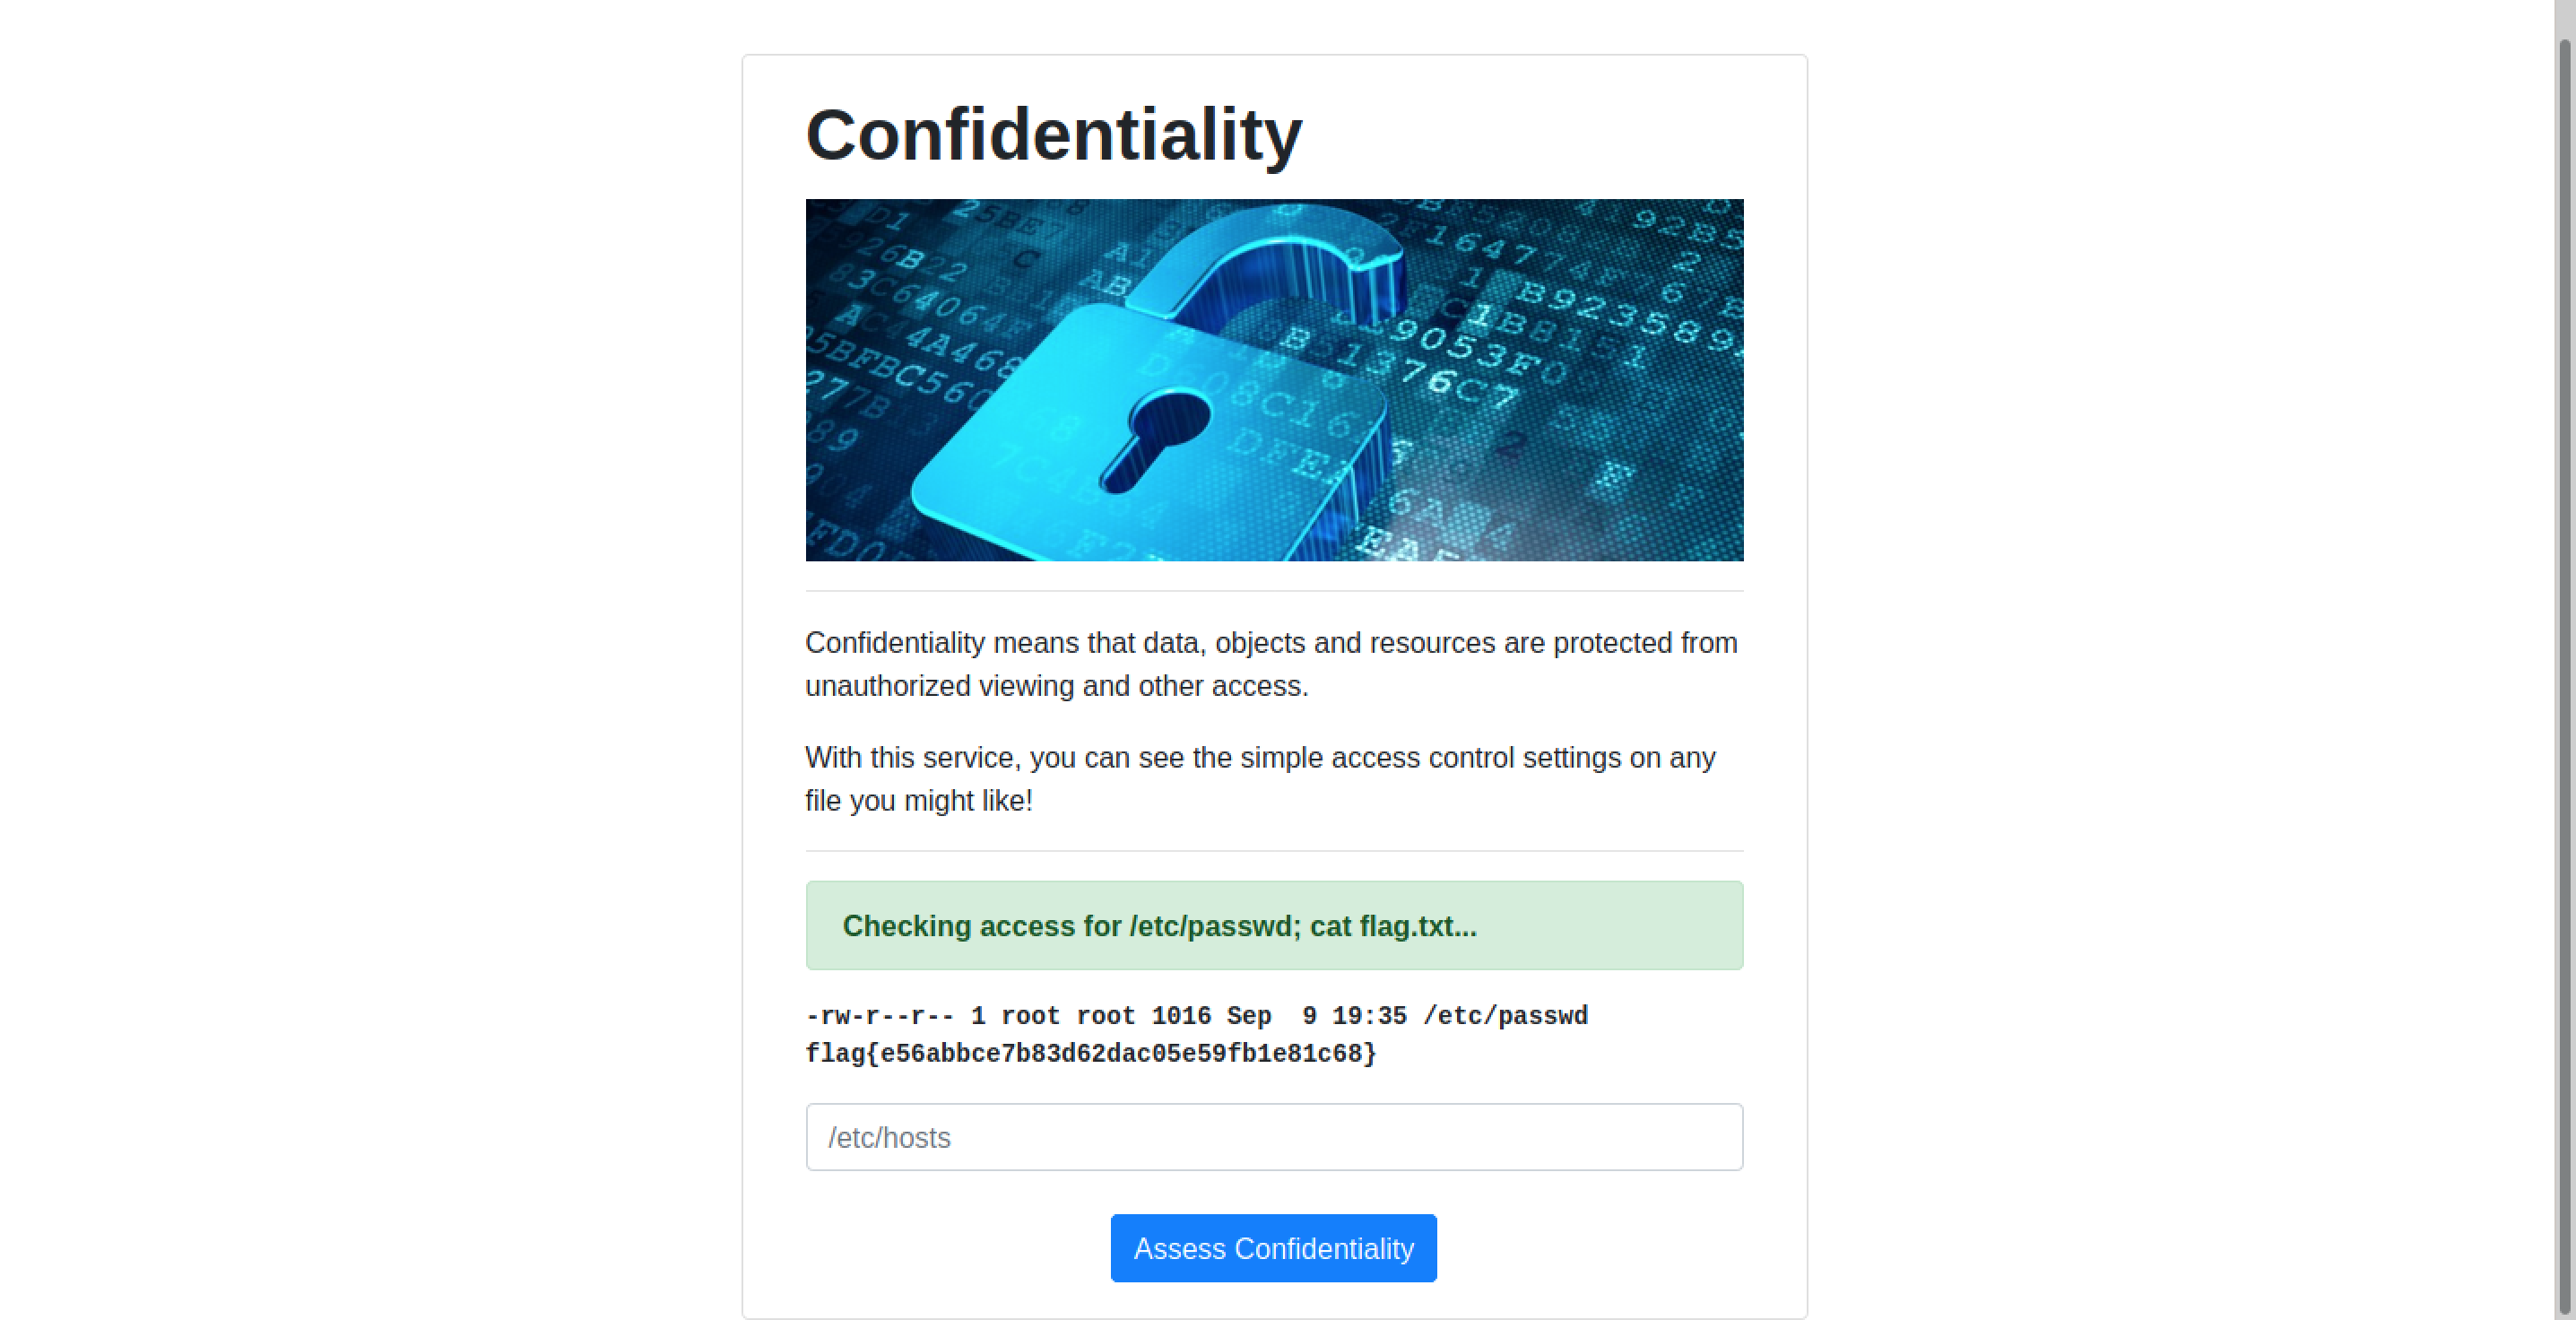 Confidentiality
Confidentiality means that data, objects and resources are protected from
unauthorized viewing and other access.
With this service, you can see the simple access control settings on any
file you might like!
Checking access for /etc/passwd; cat flag.txt...
-rw-r--r-- 1 root root 1016 Sep  9 19:35 /etc/passwd
flag{e56abbce7b83d62dac05e59fb1e81c68}
/etc/hosts
Assess Confidentiality